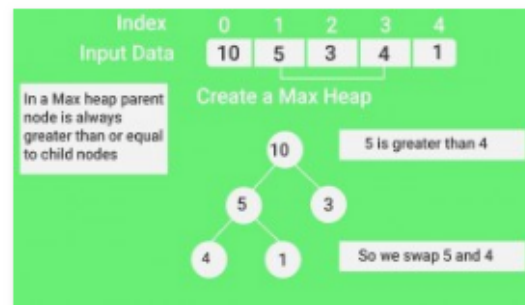 Index 0 1 2 3 4
Input Data 10 5 3 4 1
In a Max heap parent
node is always
greater than or equal
to child nodes
Create a Max Heap
10
5 is greater than 4
5 3
4 1
So we swap 5 and 4